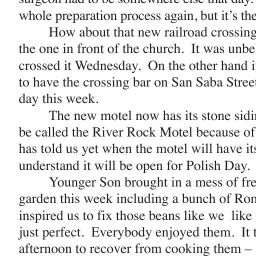 surgeon had to be somewhere else that day.
whole preparation process again, but it's the
How about that new railroad crossing
the one in front of the church.  It was unbe
crossed it Wednesday.  On the other hand i
to have the crossing bar on San Saba Street
day this week.
The new motel now has its stone sidi
be called the River Rock Motel because of
has told us yet when the motel will have its
understand it will be open for Polish Day.
Younger Son brought in a mess of fre
garden this week including a bunch of Ron
inspired us to fix those beans like we  like
just perfect.  Everybody enjoyed them.  It t
afternoon to recover from cooking them –